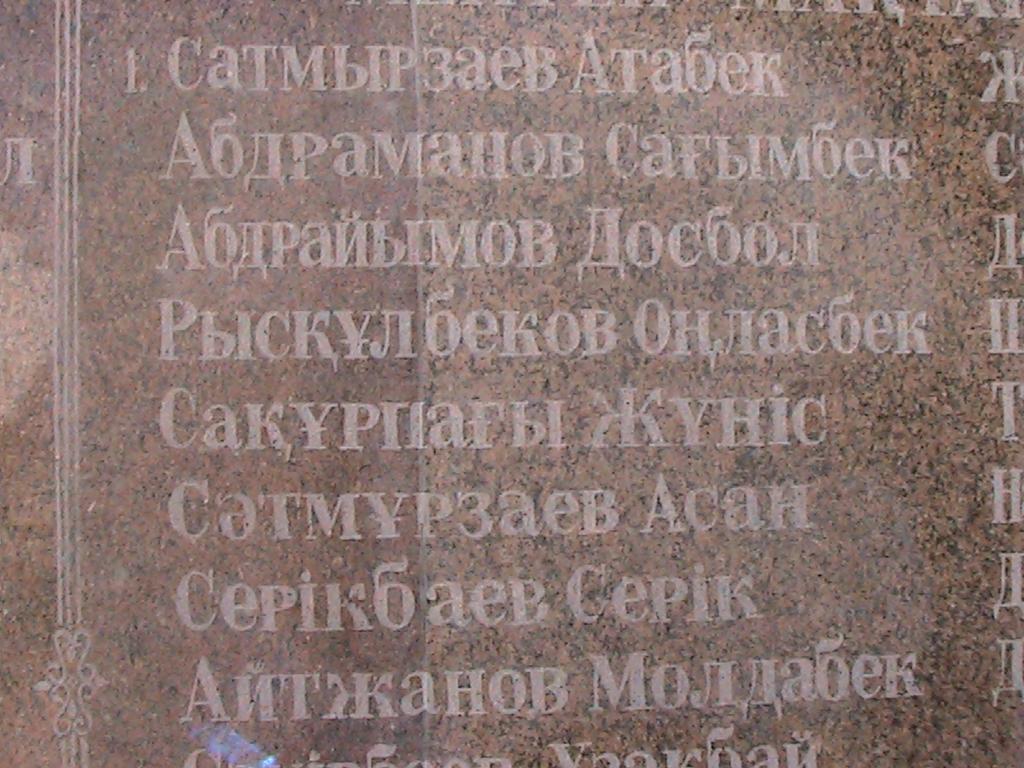 1. Сатмырзаев Атабек
Абдраманов Сағымбек
Абдрайымов Досбол
Рысқұлбеков Оңласбек
Сақұрпағы Жүніс
Сәтмұрзаев Асан
Серікбаев Серік
Айтжанов Молдабек